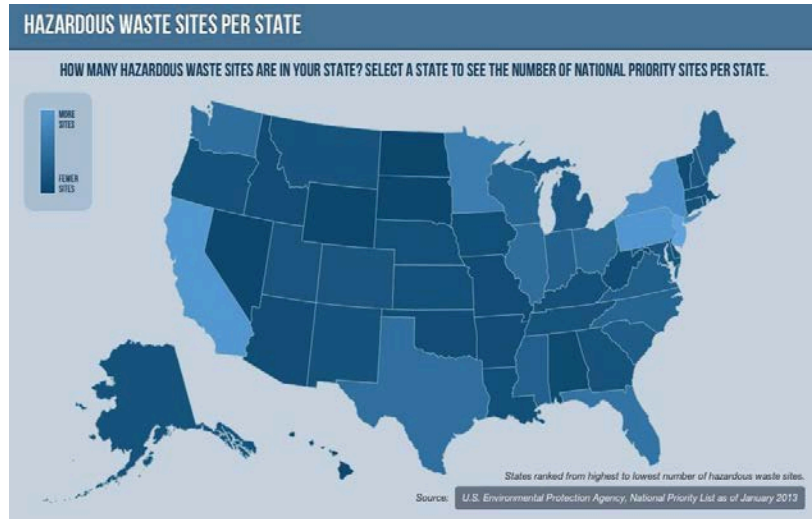 HAZARDOUS WASTE SITES PER STATE
HOW MANY HAZARDOUS WASTE SITES ARE IN YOUR STATE? SELECT A STATE TO SEE THE NUMBER OF NATIONAL PRIORITY SITES PER STATE.
MORE
SITES
FEWER
SITES
States ranked from highest to lowest number of hazardous waste sites.
Source: U.S. Environmental Protection Agency, National Priority List as of January 2013